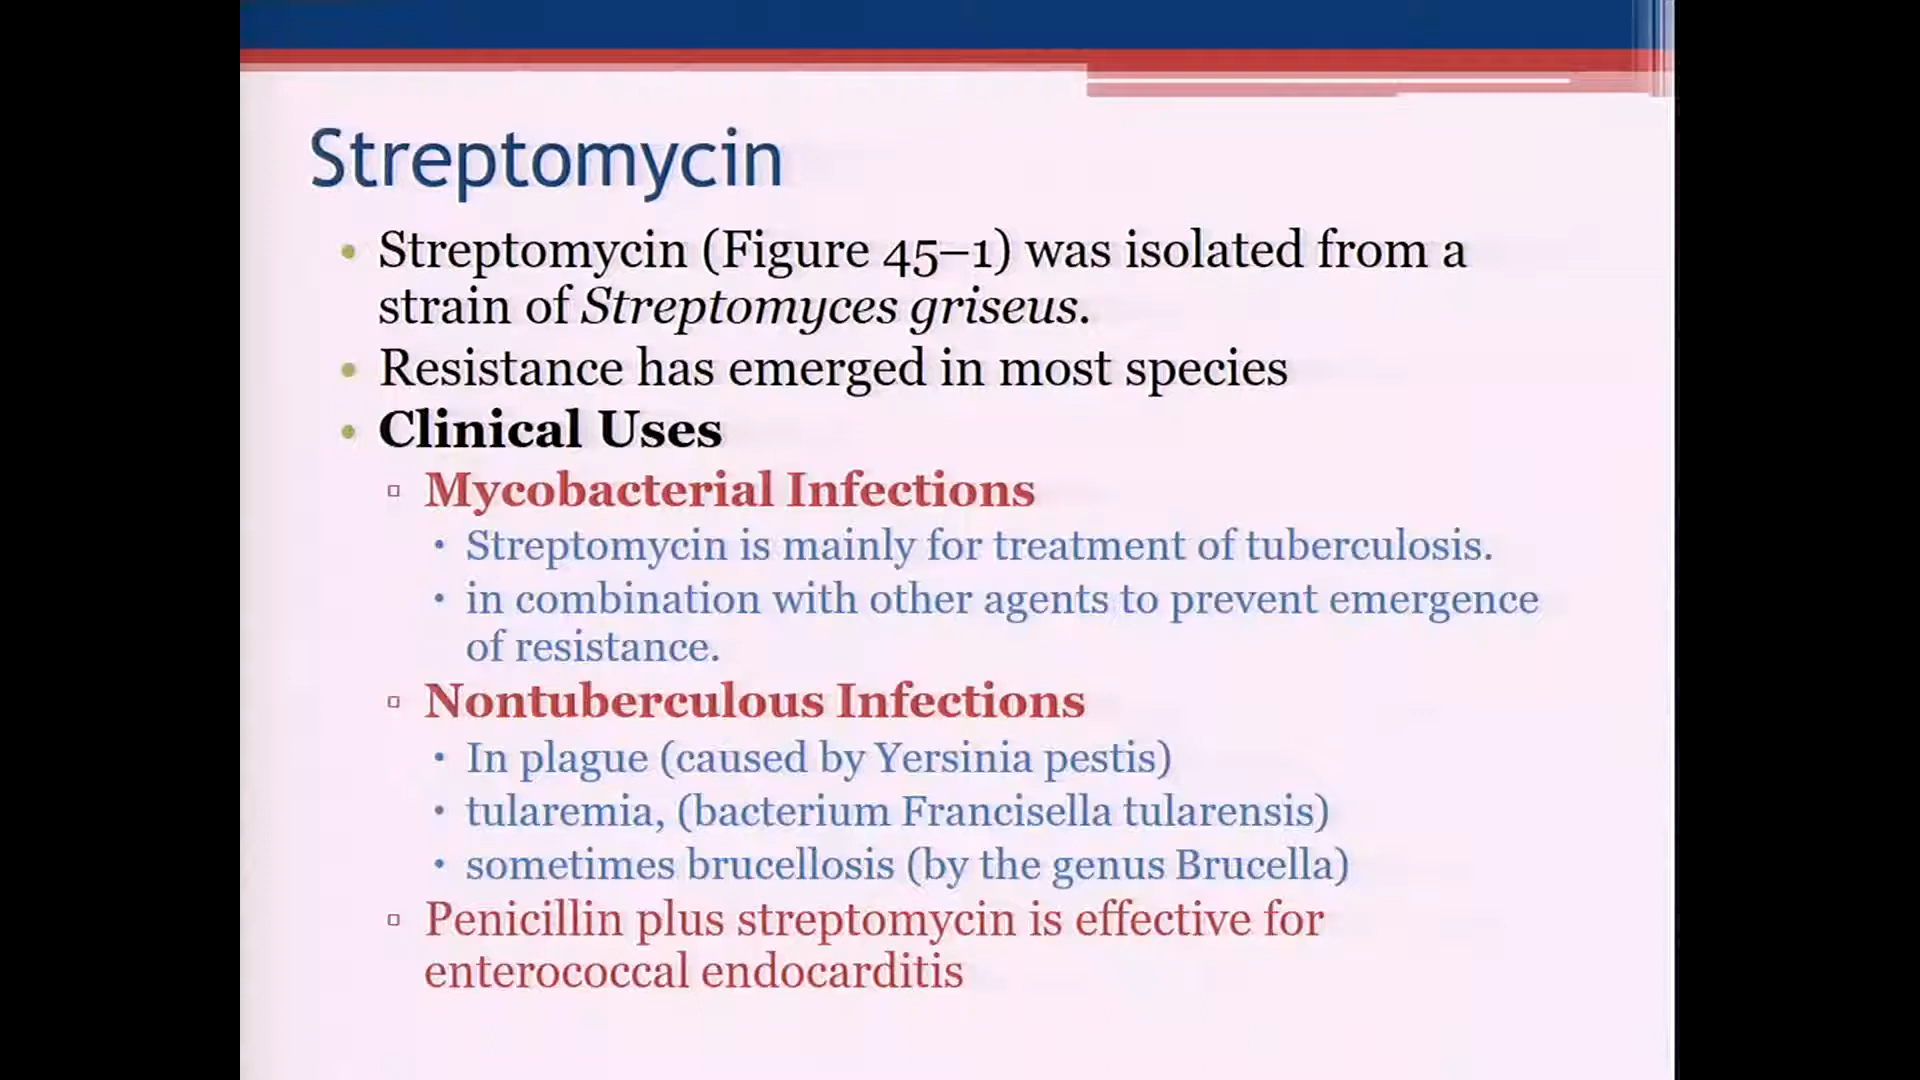 Streptomycin
• Streptomycin (Figure 45–1) was isolated from a
strain of Streptomyces griseus.
• Resistance has emerged in most species
• Clinical Uses
▫ Mycobacterial Infections
• Streptomycin is mainly for treatment of tuberculosis.
• in combination with other agents to prevent emergence
of resistance.
▫ Nontuberculous Infections
• In plague (caused by Yersinia pestis)
• tularemia, (bacterium Francisella tularensis)
• sometimes brucellosis (by the genus Brucella)
▫ Penicillin plus streptomycin is effective for
enterococcal endocarditis